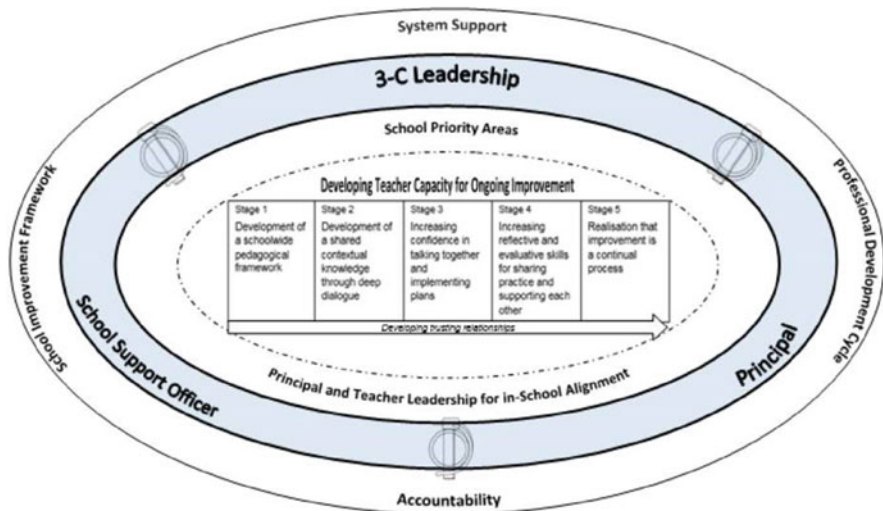 System Support
3-C Leadership
School Priority Areas
School Improvement Framework
Professional Development Cycle
Developing Teacher Capacity for Ongoing Improvement
Stage 1
Development of
a schoolwide
pedagogical
framework
Stage 2
Development of
a shared
contextual
knowledge
through deep
dialogue
Stage 3
Increasing
confidence in
talking together
and
implementing
plans
Stage 4
Increasing
reflective and
evaluative skills
for sharing
practice and
supporting each
other
Stage 5
Realisation that
improvement is
a continual
process
Developing trusting relationships
School Support Officer
Principal
Principal and Teacher Leadership for in-School Alignment
Accountability